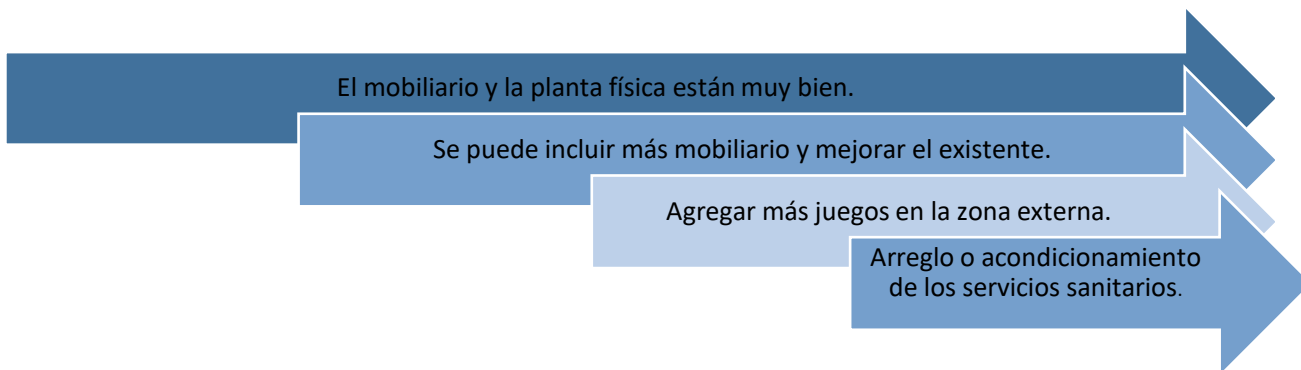 El mobiliario y la planta física están muy bien.
Se puede incluir más mobiliario y mejorar el existente.
Agregar más juegos en la zona externa.
Arreglo o acondicionamiento
de los servicios sanitarios.